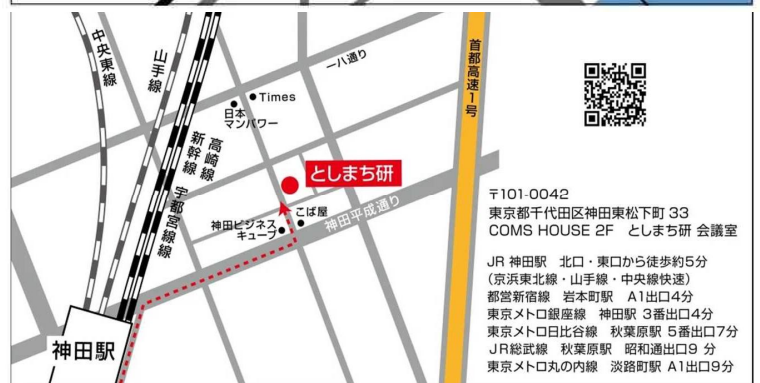 中央東線
山手線
一八通り
首都高速1号
Times
日本
マンパワー
高崎線
新幹線
宇都宮線線
としまち研
こば屋
神田ビジネス
キューブ
神田平成通り
神田駅
〒101-0042
東京都千代田区神田東松下町 33
COMS HOUSE 2F としまち研 会議室
JR 神田駅 北口・東口から徒歩約5分
(京浜東北線・山手線・中央線快速)
都営新宿線 岩本町駅 A1出口4分
東京メトロ銀座線 神田駅 3番出口4分
東京メトロ日比谷線 秋葉原駅 5番出口7分
JR総武線 秋葉原駅 昭和通出口9 分
東京メトロ丸の内線 淡路町駅 A1出口9分